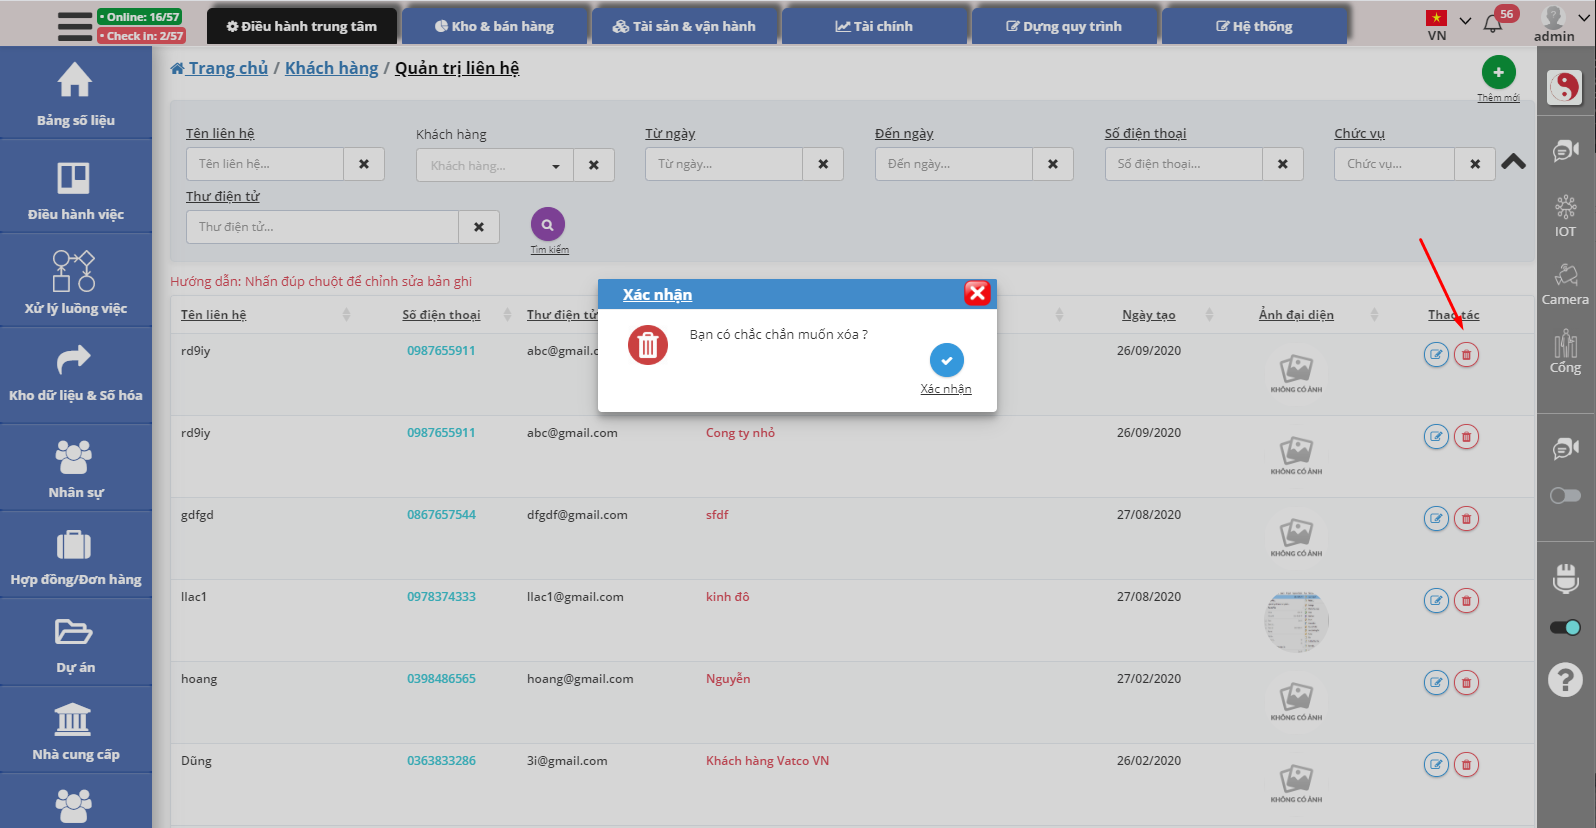 • Online: 16/57
• Check in: 2/57
Điều hành trung tâm
Kho & bán hàng
Tài sản & vận hành
Tài chính
Dựng quy trình
Hệ thống
VN
56
admin
Bảng số liệu
Điều hành việc
Xử lý luồng việc
Kho dữ liệu & Số hóa
Nhân sự
Hợp đồng/Đơn hàng
Dự án
Nhà cung cấp
Trang chủ / Khách hàng / Quản trị liên hệ
Thêm mới
Tên liên hệ
Khách hàng
Từ ngày
Đến ngày
Số điện thoại
Chức vụ
Tên liên hệ...
Khách hàng...
Từ ngày...
Đến ngày...
Số điện thoại...
Chức vụ...
Thư điện tử
Thư điện tử...
Tìm kiếm
Hướng dẫn: Nhấn đúp chuột để chỉnh sửa bản ghi
Tên liên hệ Số điện thoại Thư điện tử Ngày tạo Ảnh đại diện Thao tác
rd9iy 0987655911 abc@gmail.c 26/09/2020 KHÔNG CÓ ẢNH
rd9iy 0987655911 abc@gmail.com Cong ty nhỏ 26/09/2020 KHÔNG CÓ ẢNH
gdfgd 0867657544 dfgdf@gmail.com sfdf 27/08/2020 KHÔNG CÓ ẢNH
llac1 0978374333 llac1@gmail.com kinh đô 27/08/2020
hoang 0398486565 hoang@gmail.com Nguyễn 27/02/2020 KHÔNG CÓ ẢNH
Dũng 0363833286 3i@gmail.com Khách hàng Vatco VN 26/02/2020 KHÔNG CÓ ẢNH
Xác nhận
Bạn có chắc chắn muốn xóa ?
Xác nhận
IOT
Camera
Cổng
?